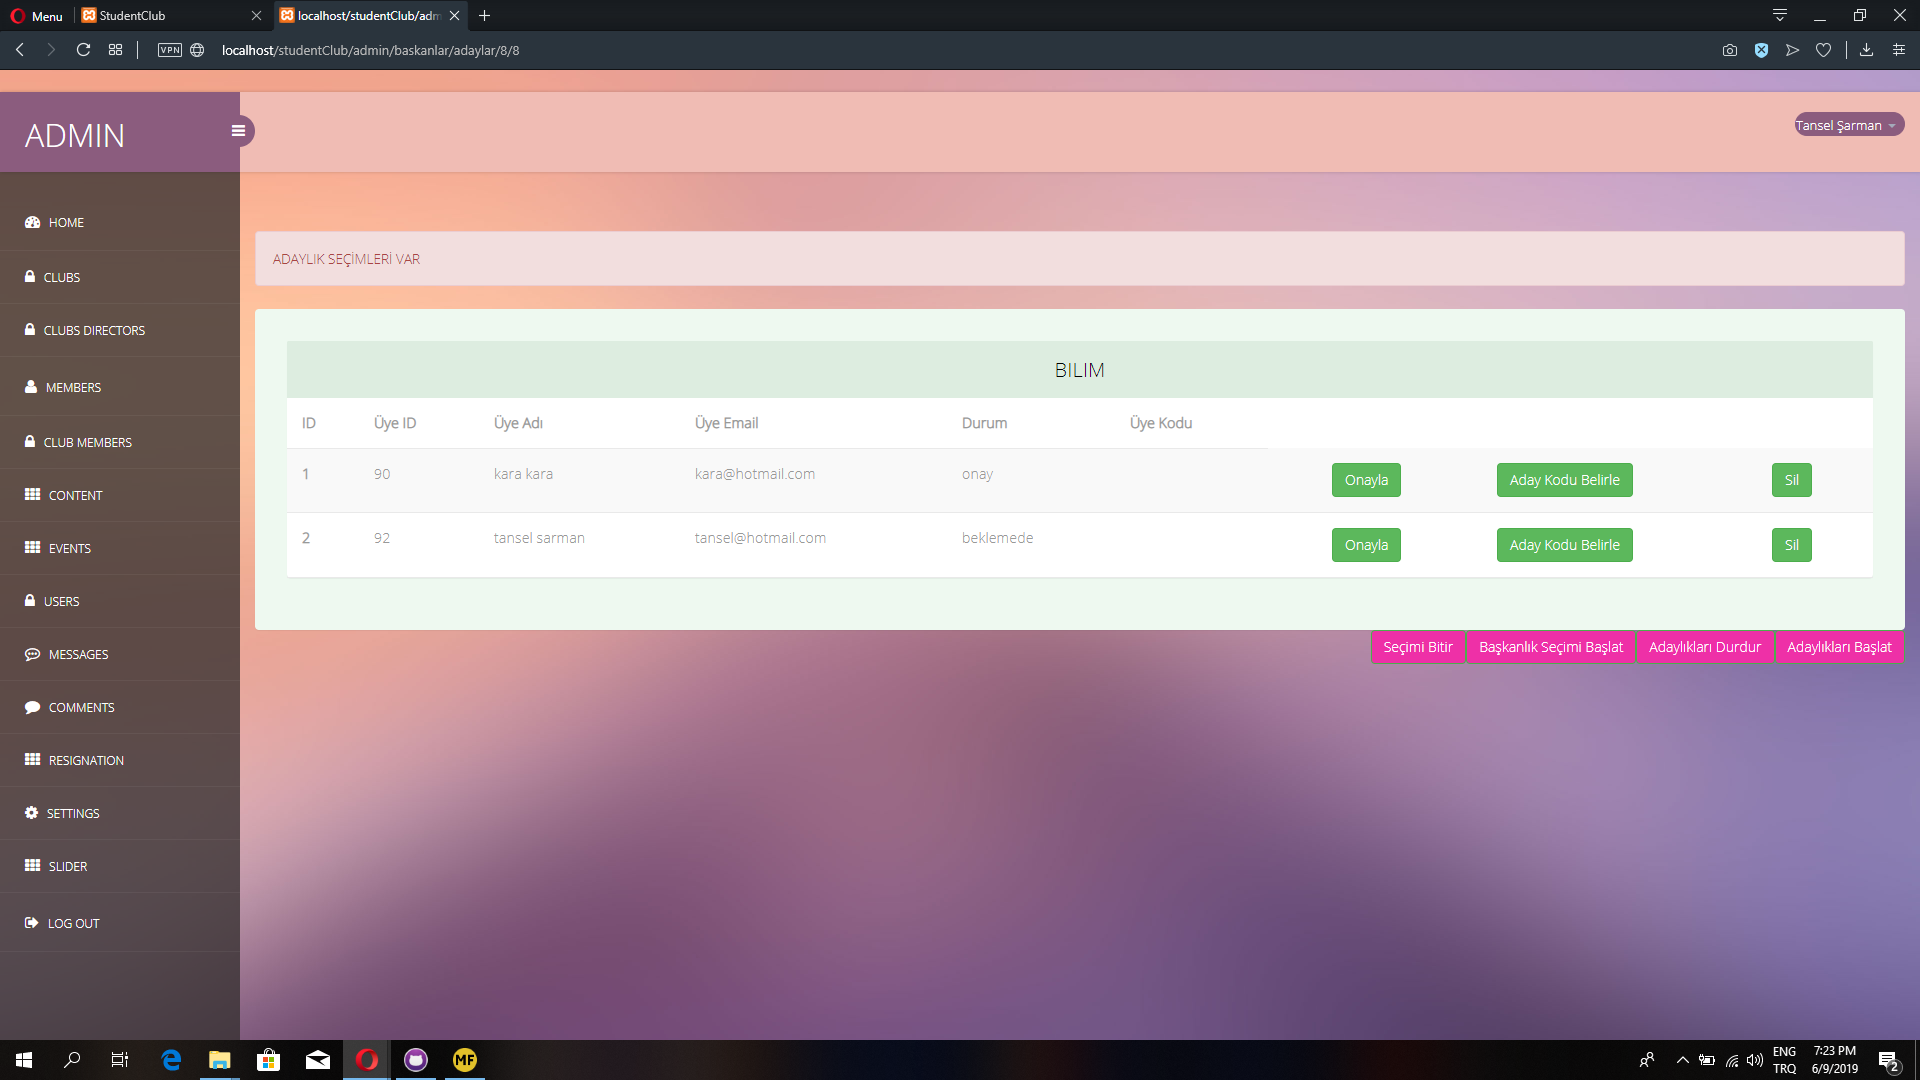 Menu
StudentClub
localhost/studentClub/adm
VPN
localhost/studentClub/admin/baskanlar/adaylar/8/8
ADMIN
Tansel Şarman
HOME
CLUBS
CLUBS DIRECTORS
MEMBERS
CLUB MEMBERS
CONTENT
EVENTS
USERS
MESSAGES
COMMENTS
RESIGNATION
SETTINGS
SLIDER
LOG OUT
ADAYLIK SEÇİMLERİ VAR
BILIM
ID Üye ID Üye Adı Üye Email Durum Üye Kodu
1 90 kara kara kara@hotmail.com onay Onayla Aday Kodu Belirle Sil
2 92 tansel sarman tansel@hotmail.com beklemede Onayla Aday Kodu Belirle Sil
Seçimi Bitir Başkanlık Seçimi Başlat Adaylıkları Durdur Adaylıkları Başlat
MF
ENG
TRQ
7:23 PM
6/9/2019
2